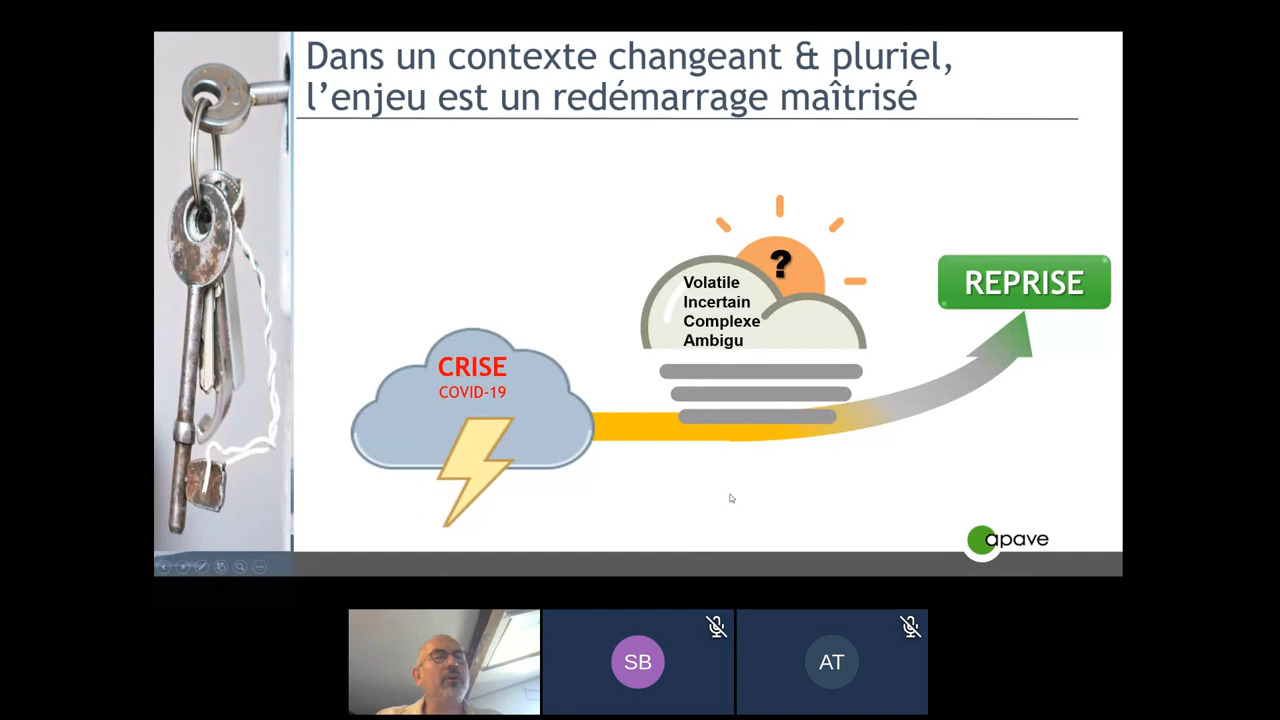 Dans un contexte changeant & pluriel,
l’enjeu est un redémarrage maîtrisé
?
Volatile
Incertain
Complexe
Ambigu
REPRISE
CRISE
COVID-19
apave
SB
AT